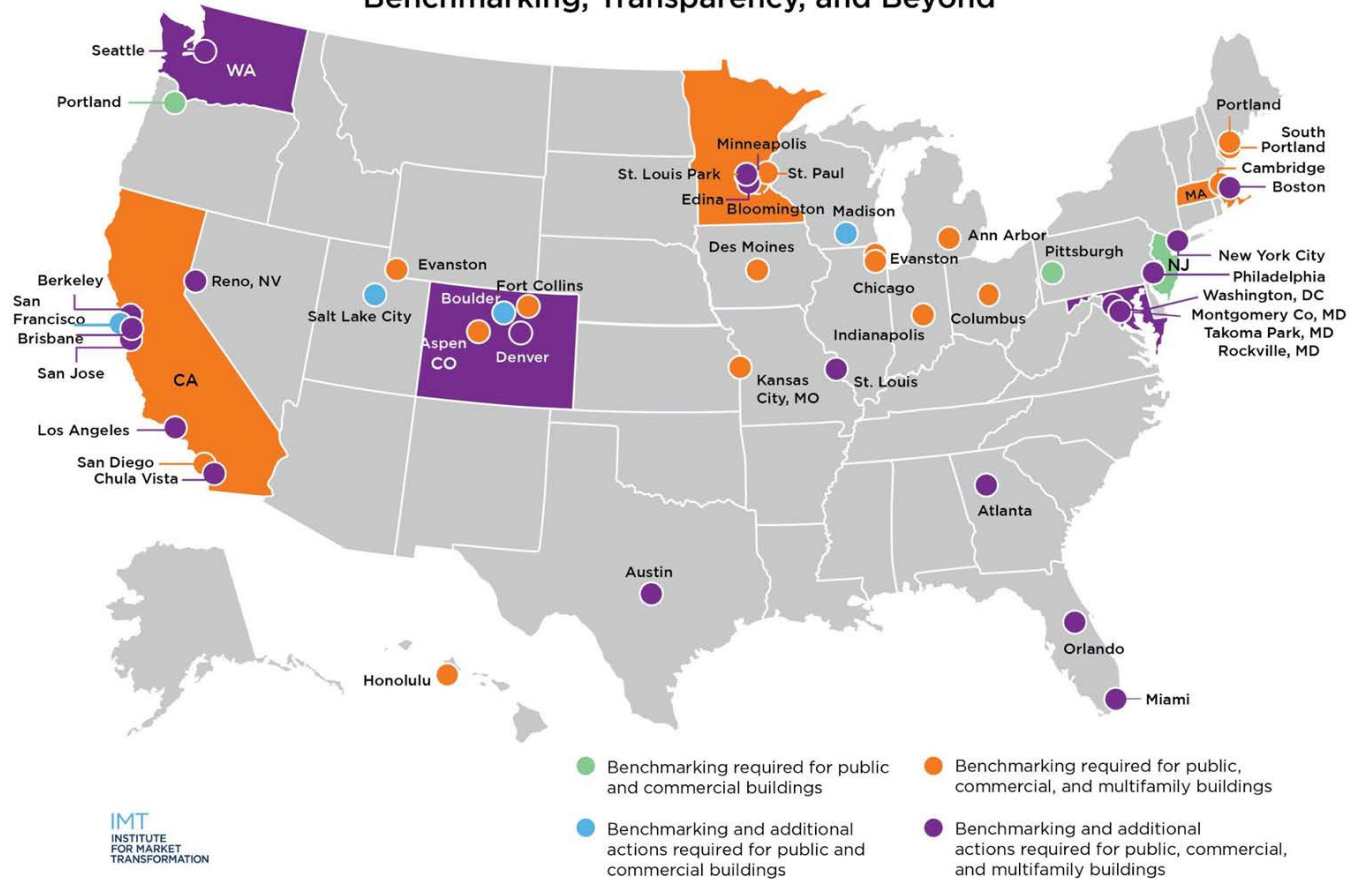 Benchmarking, Transparency, and Beyond
Seattle
WA
Portland
Portland
South
Portland
Cambridge
MA
Boston
Minneapolis
St. Louis Park
St. Paul
Edina
Bloomington
Madison
Des Moines
Ann Arbor
Evanston
Chicago
Pittsburgh
NJ
New York City
Philadelphia
Washington, DC
Montgomery Co, MD
Takoma Park, MD
Rockville, MD
Berkeley
San
Francisco
Brisbane
San Jose
Reno, NV
Evanston
Salt Lake City
Fort Collins
Boulder
Aspen
CO
Denver
Indianapolis
Columbus
CA
Kansas
City, MO
St. Louis
Los Angeles
San Diego
Chula Vista
Atlanta
Austin
Orlando
Honolulu
Miami
Benchmarking required for public
and commercial buildings
Benchmarking required for public,
commercial, and multifamily buildings
Benchmarking and additional
actions required for public and
commercial buildings
Benchmarking and additional
actions required for public, commercial,
and multifamily buildings
IMT
INSTITUTE
FOR MARKET
TRANSFORMATION